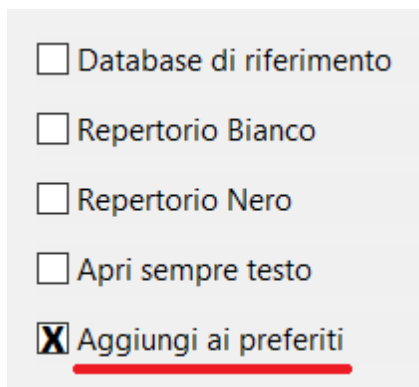 Database di riferimento
Repertorio Bianco
Repertorio Nero
Apri sempre testo
X Aggiungi ai preferiti